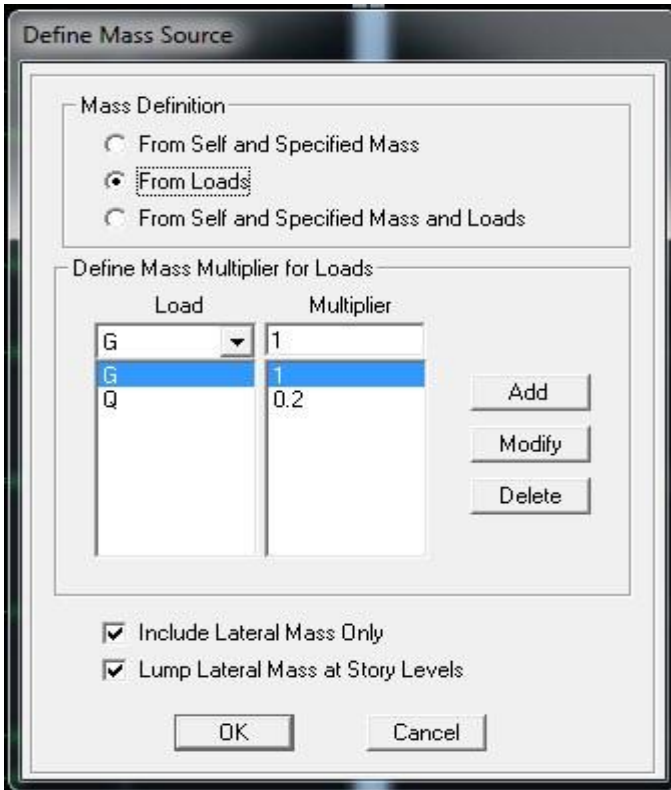 Define Mass Source
Mass Definition
From Self and Specified Mass
From Loads
From Self and Specified Mass and Loads
Define Mass Multiplier for Loads
Load Multiplier
G 1
G 1
Q 0.2
Add
Modify
Delete
Include Lateral Mass Only
Lump Lateral Mass at Story Levels
OK Cancel